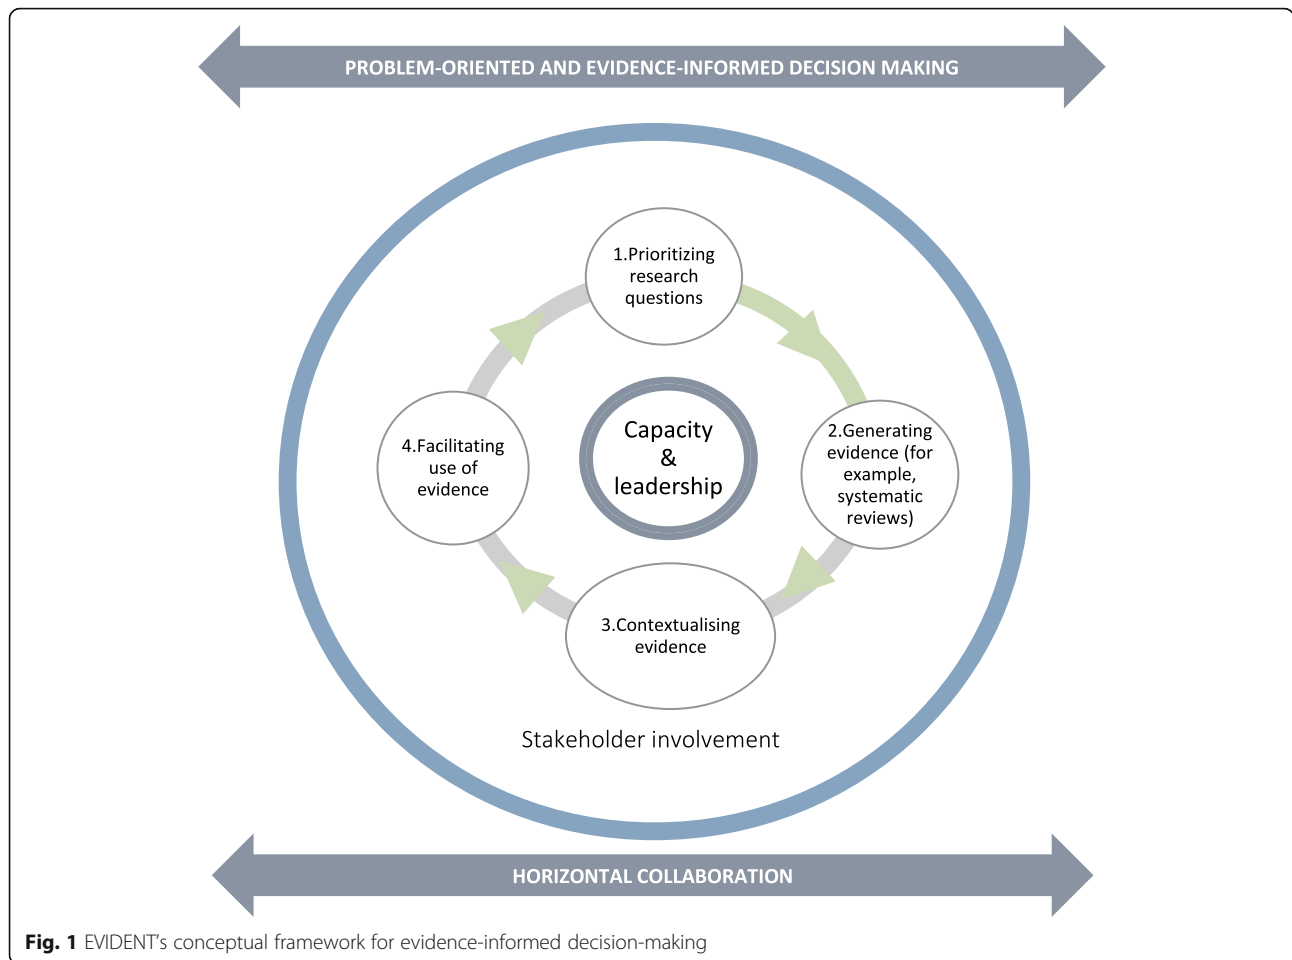 PROBLEM-ORIENTED AND EVIDENCE-INFORMED DECISION MAKING
1.Prioritizing
research
questions
2.Generating
evidence (for
example,
systematic
reviews)
4.Facilitating
use of
evidence
Capacity
&
leadership
3.Contextualising
evidence
Stakeholder involvement
HORIZONTAL COLLABORATION
Fig. 1 EVIDENT's conceptual framework for evidence-informed decision-making